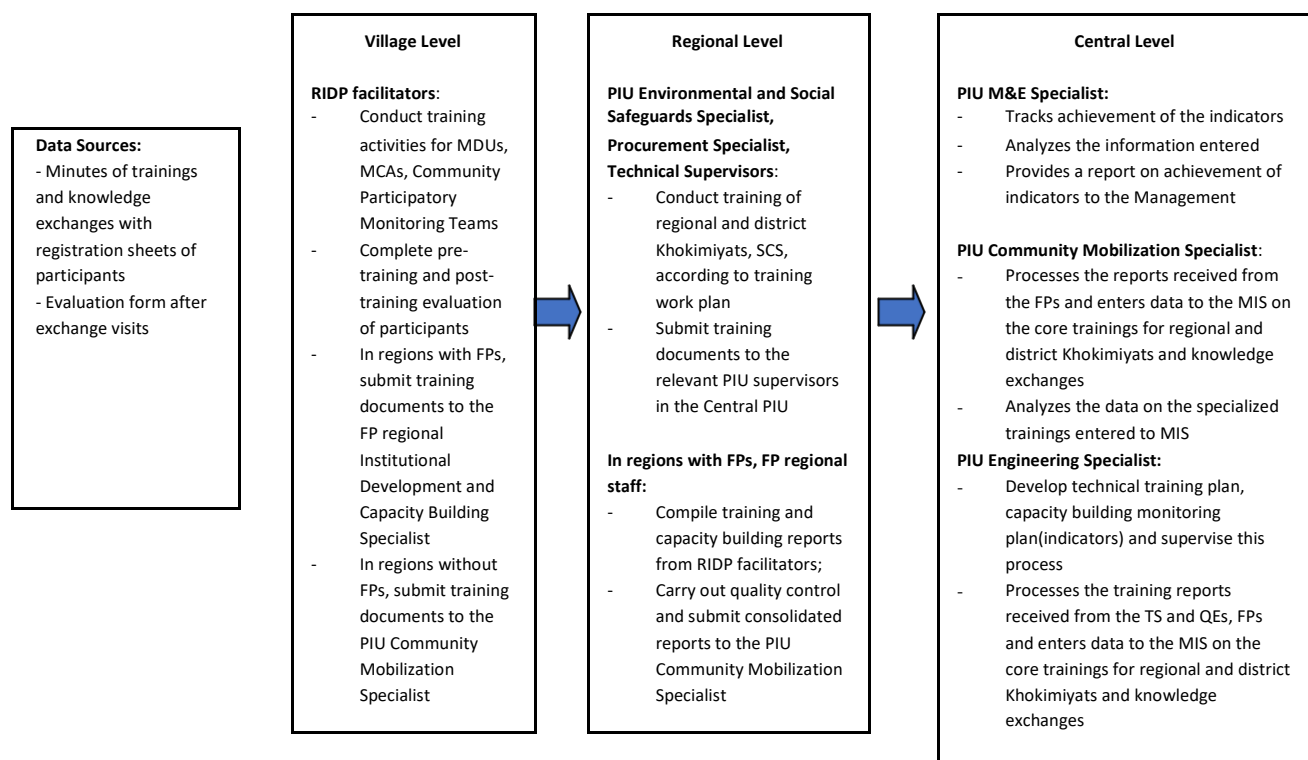 Data Sources:
- Minutes of trainings
and knowledge
exchanges with
registration sheets of
participants
- Evaluation form after
exchange visits
Village Level
RIDP facilitators:
- Conduct training
activities for MDUs,
MCAs, Community
Participatory
Monitoring Teams
- Complete pre-
training and post-
training evaluation
of participants
- In regions with FPs,
submit training
documents to the
FP regional
Institutional
Development and
Capacity Building
Specialist
- In regions without
FPs, submit training
documents to the
PIU Community
Mobilization
Specialist
Regional Level
PIU Environmental and Social
Safeguards Specialist,
Procurement Specialist,
Technical Supervisors:
- Conduct training of
regional and district
Khokimiyats, SCS,
according to training
work plan
- Submit training
documents to the
relevant PIU supervisors
in the Central PIU
In regions with FPs, FP regional
staff:
- Compile training and
capacity building reports
from RIDP facilitators;
- Carry out quality control
and submit consolidated
reports to the PIU
Community Mobilization
Specialist
Central Level
PIU M&E Specialist:
- Tracks achievement of the indicators
- Analyzes the information entered
- Provides a report on achievement of
indicators to the Management
PIU Community Mobilization Specialist:
- Processes the reports received from
the FPs and enters data to the MIS on
the core trainings for regional and
district Khokimiyats and knowledge
exchanges
- Analyzes the data on the specialized
trainings entered to MIS
PIU Engineering Specialist:
- Develop technical training plan,
capacity building monitoring
plan(indicators) and supervise this
process
- Processes the training reports
received from the TS and QEs, FPs
and enters data to the MIS on the
core trainings for regional and district
Khokimiyats and knowledge
exchanges